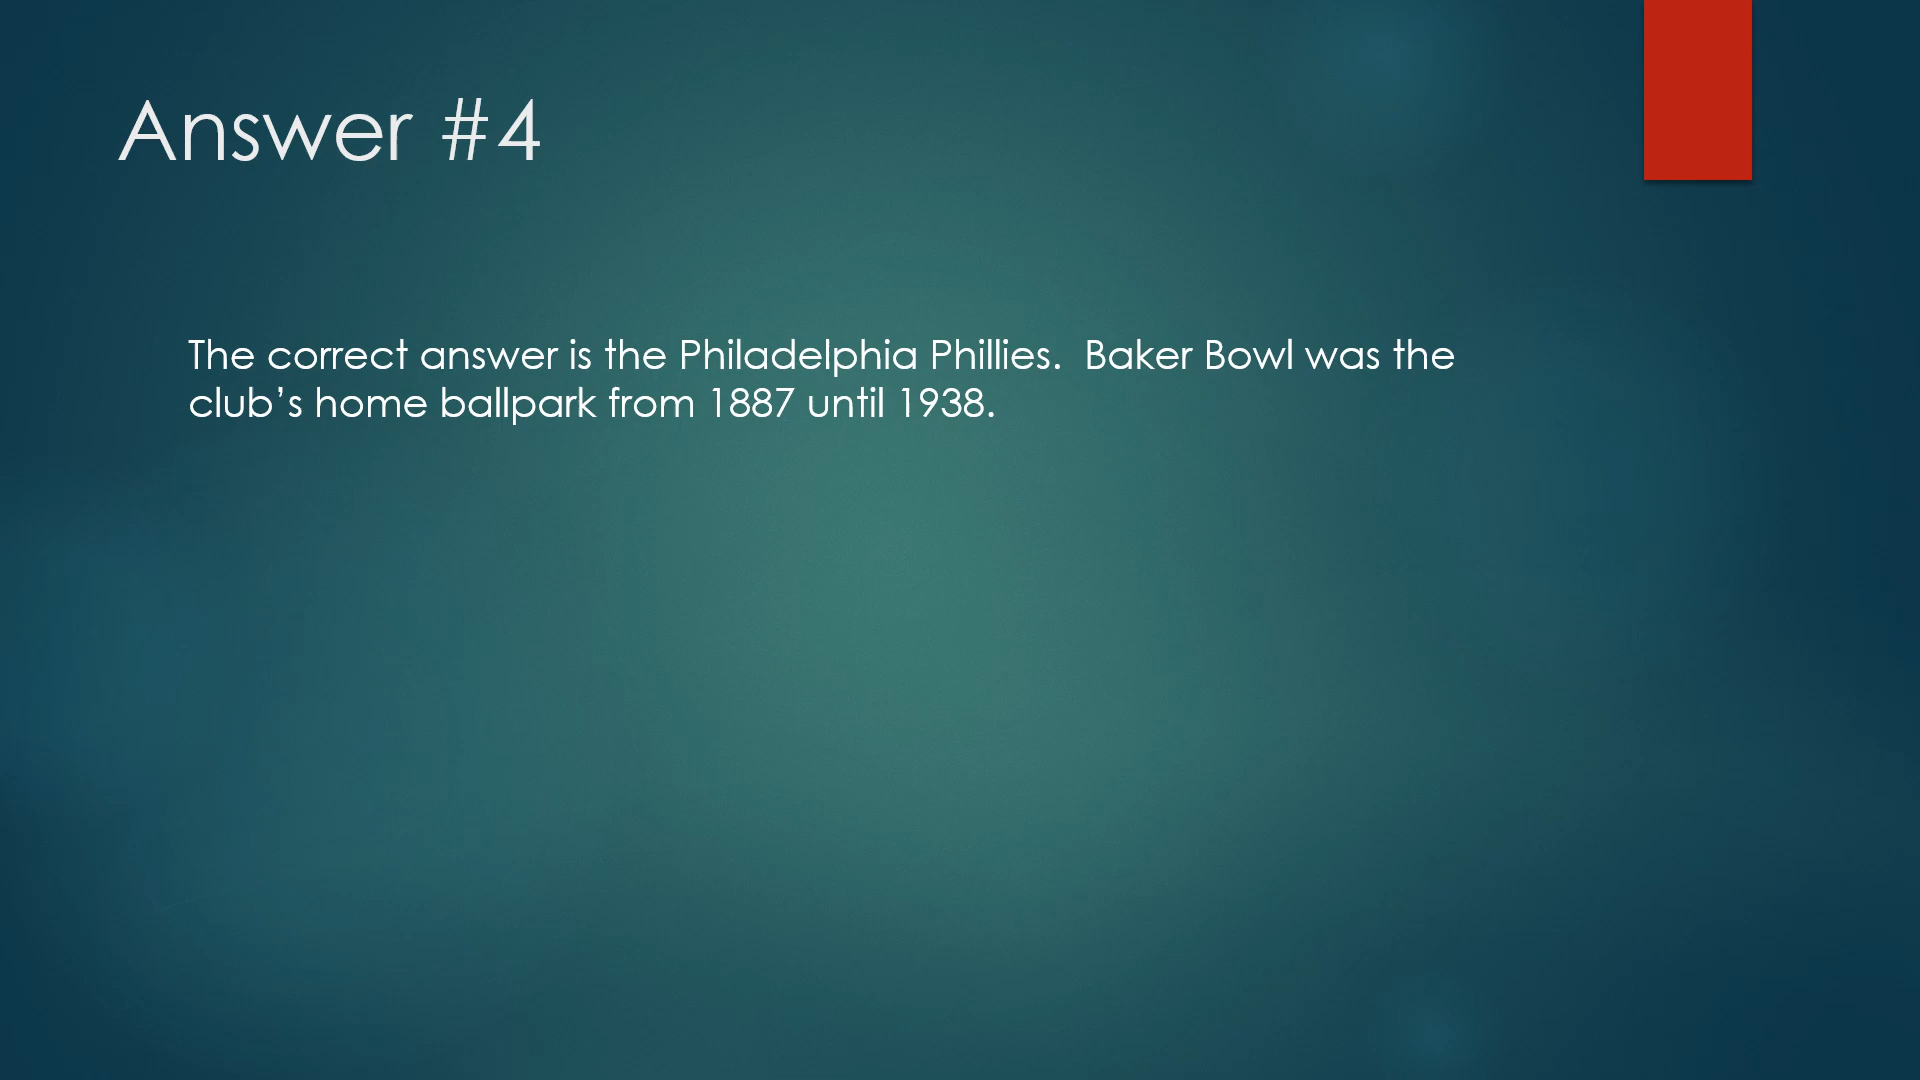 Answer #4
The correct answer is the Philadelphia Phillies.  Baker Bowl was the
club’s home ballpark from 1887 until 1938.